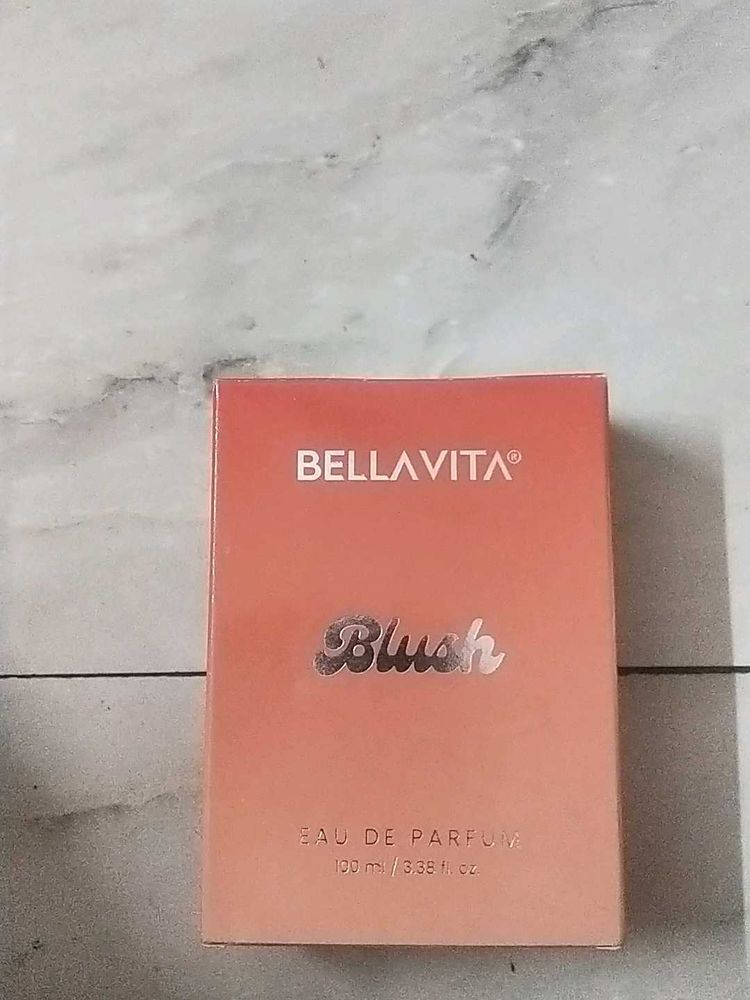 BELLAVITA®
Blush
EAU DE PARFUM
100 ml / 3.38 fl. oz.